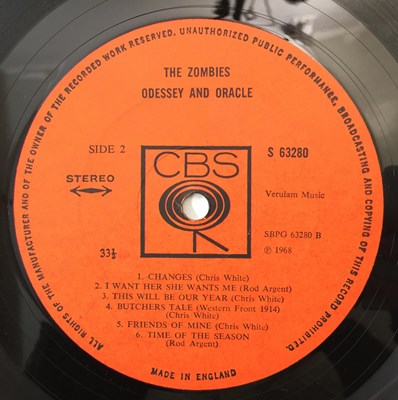 ALL RIGHTS OF THE MANUFACTURER AND OF THE OWNER OF THE RECORDED WORK RESERVED. UNAUTHORIZED PUBLIC PERFORMANCE, BROADCASTING AND COPYING OF THIS RECORD PROHIBITED.
THE ZOMBIES
ODESSEY AND ORACLE
SIDE 2
CBS
S 63280
STEREO
Verulam Music
SBPG 63280 B
33⅓
℗ 1968
1. CHANGES (Chris White)
2. I WANT HER SHE WANTS ME (Rod Argent)
3. THIS WILL BE OUR YEAR (Chris White)
4. BUTCHERS TALE (Western Front 1914)
(Chris White)
5. FRIENDS OF MINE (Chris White)
6. TIME OF THE SEASON
(Rod Argent)
MADE IN ENGLAND